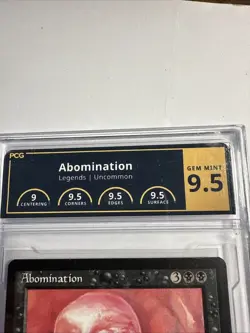 PCG
Abomination
Legends | Uncommon
GEM MINT
9.5
9
CENTERING
9.5
CORNERS
9.5
EDGES
9.5
SURFACE
Abomination 3